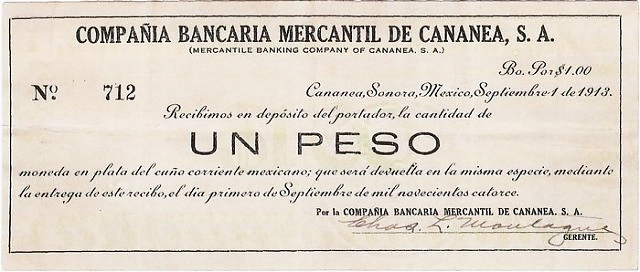 COMPAÑIA BANCARIA MERCANTIL DE CANANEA, S. A.
(MERCANTILE BANKING COMPANY OF CANANEA, S. A.)
Bo. Por $1.00
No. 712
Cananea, Sonora, Mexico, Septiembre 1 de 1913.
Recibimos en depósito del portador, la cantidad de
UN PESO
moneda en plata del cuño corriente mexicano; que será devuelta en la misma especie, mediante
la entrega de este recibo, el dia primero de Septiembre de mil novecientos catorce.
Por la COMPAÑIA BANCARIA MERCANTIL DE CANANEA. S. A.
Chas. L. Montague
GERENTE.